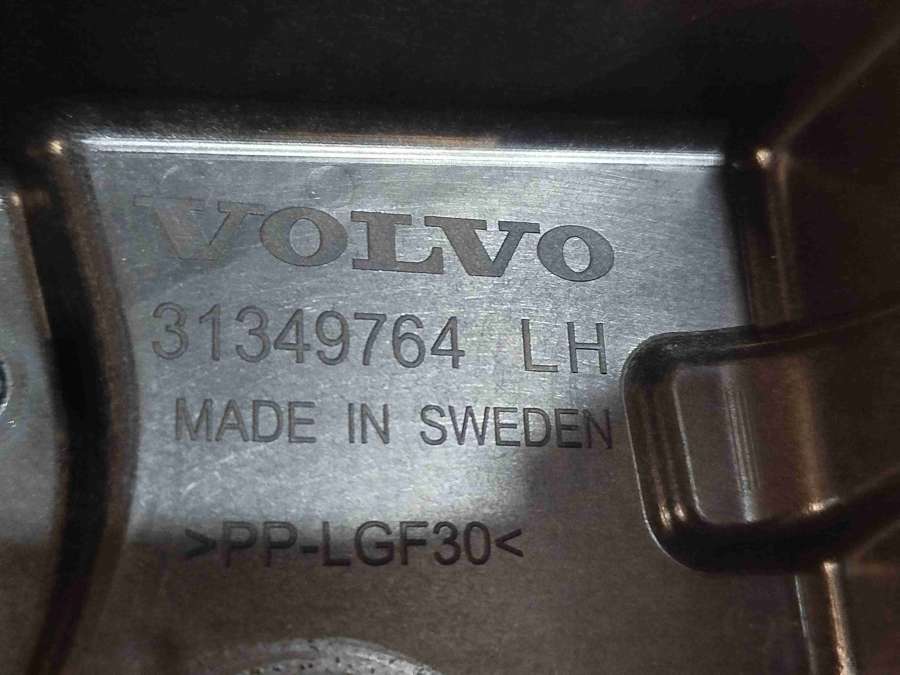 VOLVO
31349764 LH
MADE IN SWEDEN
>PP-LGF30<